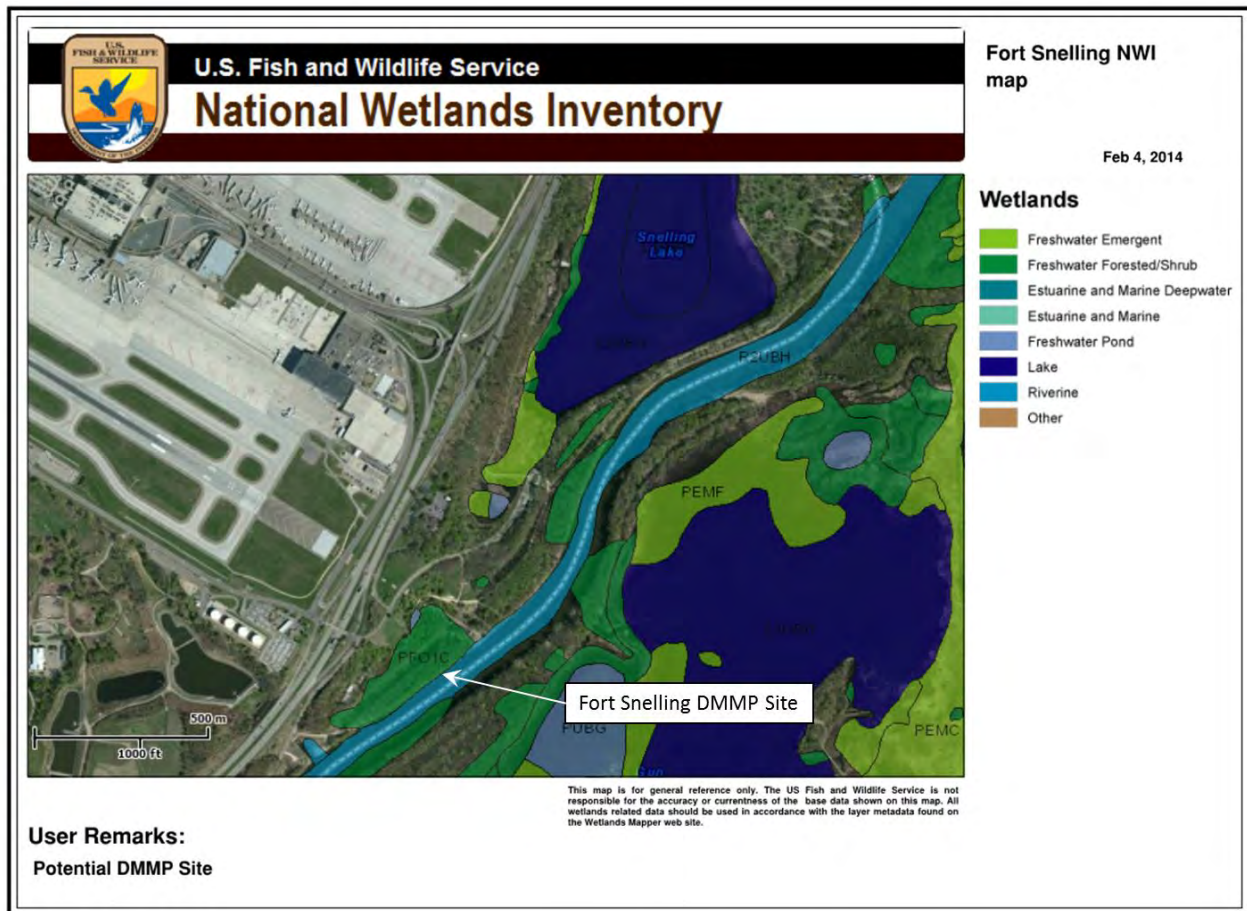 U.S.
FISH & WILDLIFE
SERVICE
DEPARTMENT OF THE INTERIOR
U.S. Fish and Wildlife Service
National Wetlands Inventory
Fort Snelling NWI
map
Feb 4, 2014
Wetlands
Freshwater Emergent
Freshwater Forested/Shrub
Estuarine and Marine Deepwater
Estuarine and Marine
Freshwater Pond
Lake
Riverine
Other
Snelling
Lake
R2UBH
PEMF
PFO1C
Fort Snelling DMMP Site
PUBG
PEMC
500 m
1000 ft
This map is for general reference only. The US Fish and Wildlife Service is not
responsible for the accuracy or currentness of the base data shown on this map. All
wetlands related data should be used in accordance with the layer metadata found on
the Wetlands Mapper web site.
User Remarks:
Potential DMMP Site